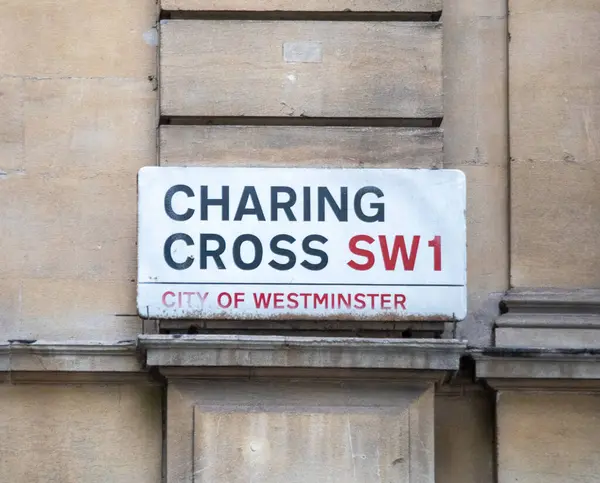 CHARING
CROSS SW1
CITY OF WESTMINSTER